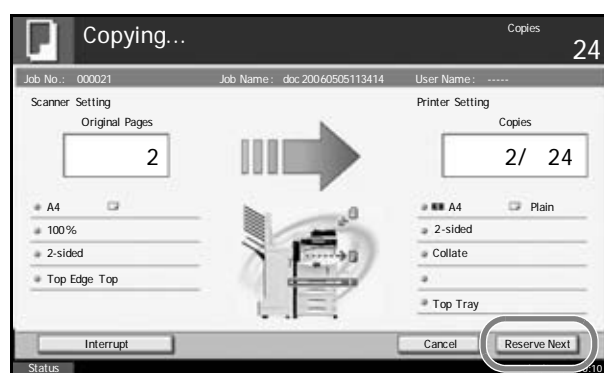 Copying...
Copies
24
Job No.: 000021 Job Name: doc20060505113414 User Name: -----
Scanner Setting
Original Pages
2
A4
100%
2-sided
Top Edge Top
Printer Setting
Copies
2/ 24
A4 Plain
2-sided
Collate
Top Tray
Interrupt
Cancel
Reserve Next
Status